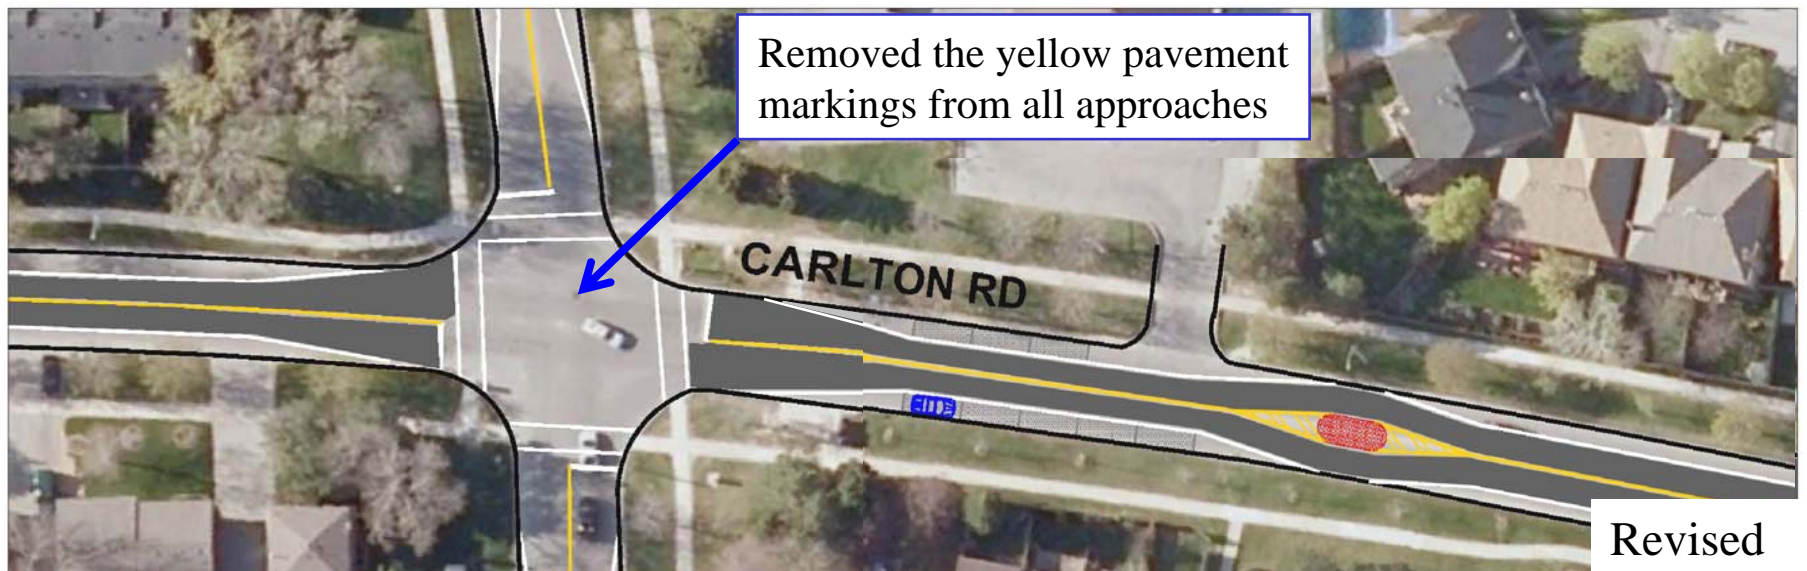 Removed the yellow pavement
markings from all approaches
CARLTON RD
Revised